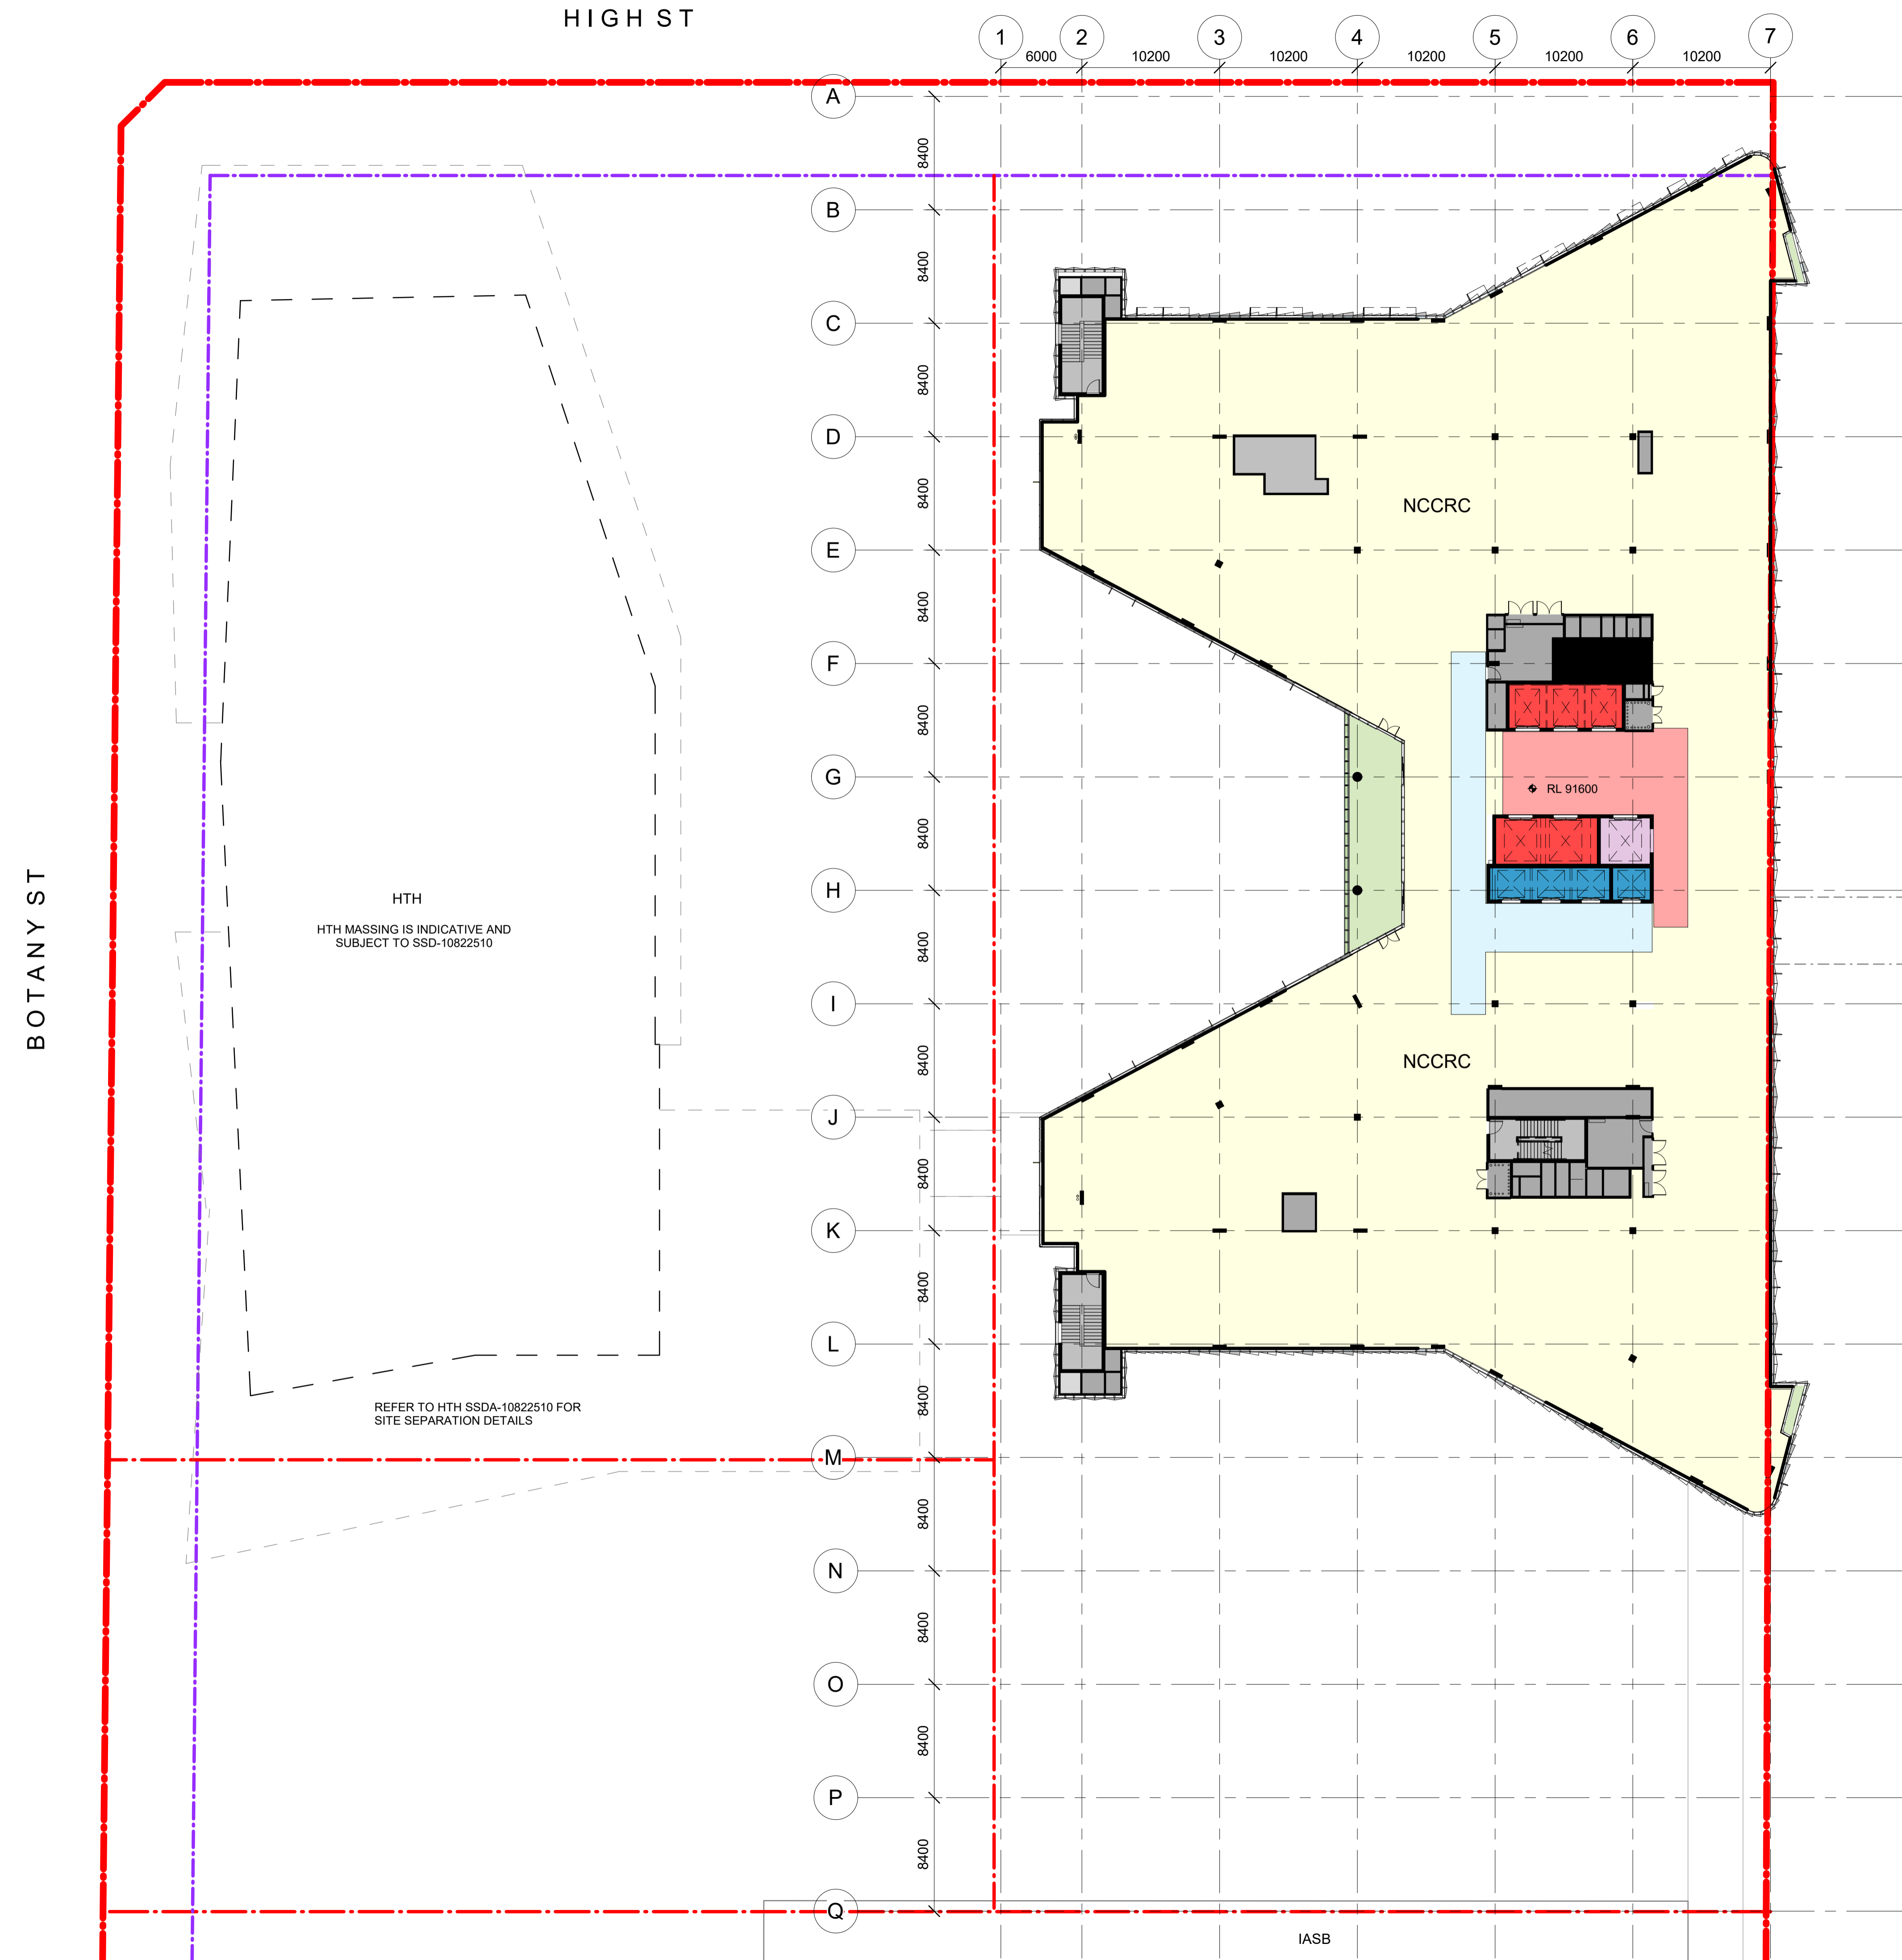 HIGH ST
1
2
3
4
5
6
7
6000
10200
10200
10200
10200
10200
A
8400
B
8400
C
8400
D
8400
E
8400
F
8400
G
8400
H
8400
I
8400
J
8400
K
8400
L
8400
M
8400
N
8400
O
8400
P
8400
Q
NCCRC
RL 91600
NCCRC
BOTANY ST
HTH
HTH MASSING IS INDICATIVE AND
SUBJECT TO SSD-10822510
REFER TO HTH SSDA-10822510 FOR
SITE SEPARATION DETAILS
IASB